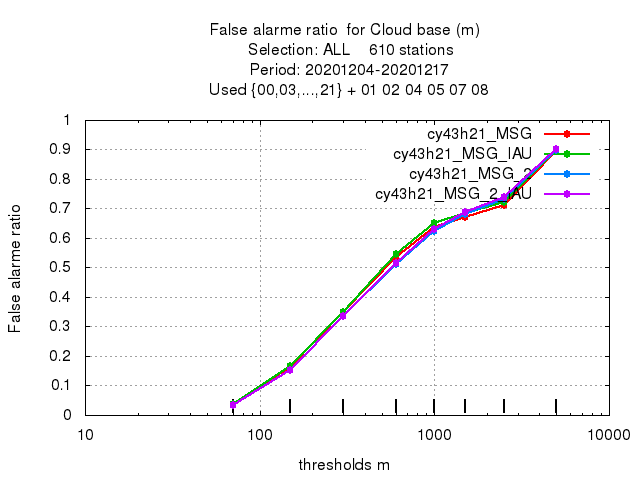 False alarme ratio  for Cloud base (m)
Selection: ALL    610 stations
Period: 20201204-20201217
Used {00,03,...,21} + 01 02 04 05 07 08
cy43h21_MSG
cy43h21_MSG_IAU
cy43h21_MSG_2
cy43h21_MSG_2_IAU
False alarme ratio
1
0.9
0.8
0.7
0.6
0.5
0.4
0.3
0.2
0.1
0
10 100 1000 10000
thresholds m